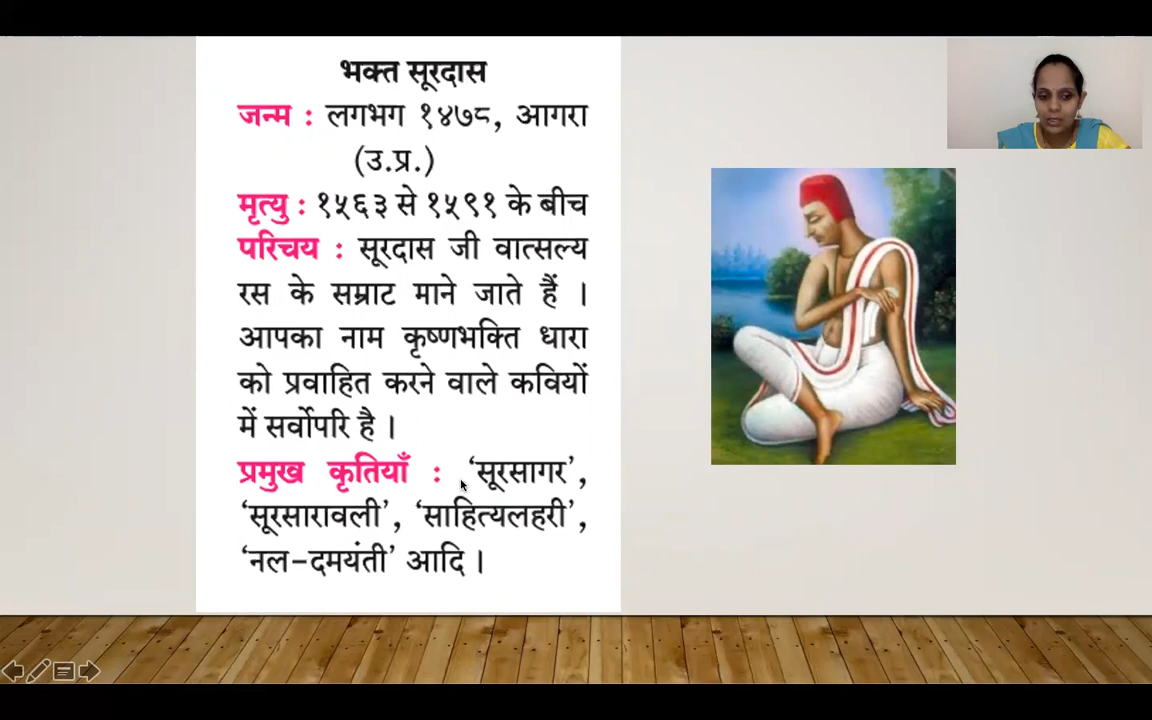 भक्त सूरदास
जन्म : लगभग १४७८, आगरा
(उ.प्र.)
मृत्यु : १५६३ से १५९१ के बीच
परिचय : सूरदास जी वात्सल्य
रस के सम्राट माने जाते हैं ।
आपका नाम कृष्णभक्ति धारा
को प्रवाहित करने वाले कवियों
में सर्वोपरि है ।
प्रमुख कृतियाँ : ‘सूरसागर’,
‘सूरसारावली’, ‘साहित्यलहरी’,
‘नल-दमयंती’ आदि ।